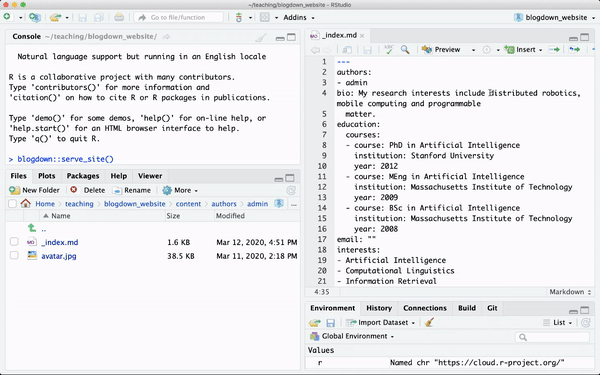 ~/teaching/blogdown_website - RStudio
Go to file/function
Addins
blogdown_website
Console ~/teaching/blogdown_website/
Natural language support but running in an English locale
R is a collaborative project with many contributors.
Type 'contributors()' for more information and
'citation()' on how to cite R or R packages in publications.
Type 'demo()' for some demos, 'help()' for on-line help, or
'help.start()' for an HTML browser interface to help.
Type 'q()' to quit R.
> blogdown::serve_site()
Files Plots Packages Help Viewer
New Folder Delete Rename More
Home teaching blogdown_website content authors admin ...
Name Size Modified
..
_index.md 1.6 KB Mar 12, 2020, 4:51 PM
avatar.jpg 38.5 KB Mar 11, 2020, 2:18 PM
_index.md
ABC Preview Insert
1 ---
2 authors:
3 - admin
4 bio: My research interests include distributed robotics,
mobile computing and programmable
5 matter.
6 education:
7 courses:
8 - course: PhD in Artificial Intelligence
9 institution: Stanford University
10 year: 2012
11 - course: MEng in Artificial Intelligence
12 institution: Massachusetts Institute of Technology
13 year: 2009
14 - course: BSc in Artificial Intelligence
15 institution: Massachusetts Institute of Technology
16 year: 2008
17 email: ""
18 interests:
19 - Artificial Intelligence
20 - Computational Linguistics
21 - Information Retrieval
4:35 Markdown
Environment History Connections Build Git
Import Dataset List
Global Environment
Values
r Named chr "https://cloud.r-project.org/"